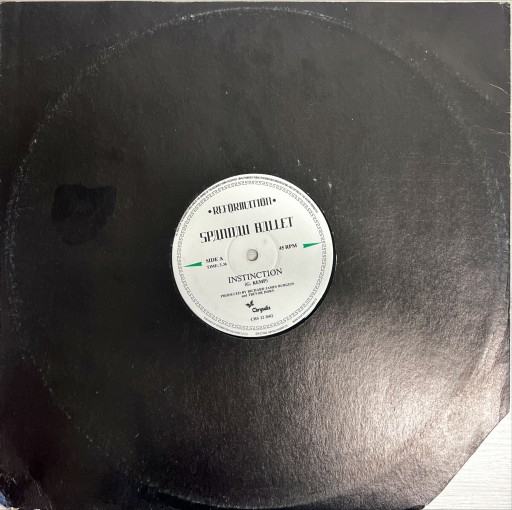 •REFORMATION•
SPANDAU BALLET
SIDE A
45 RPM
INSTINCTION
(G. KEMP)
PRODUCED BY RICHARD JAMES BURGESS
and TREVOR HORN
Chrysalis